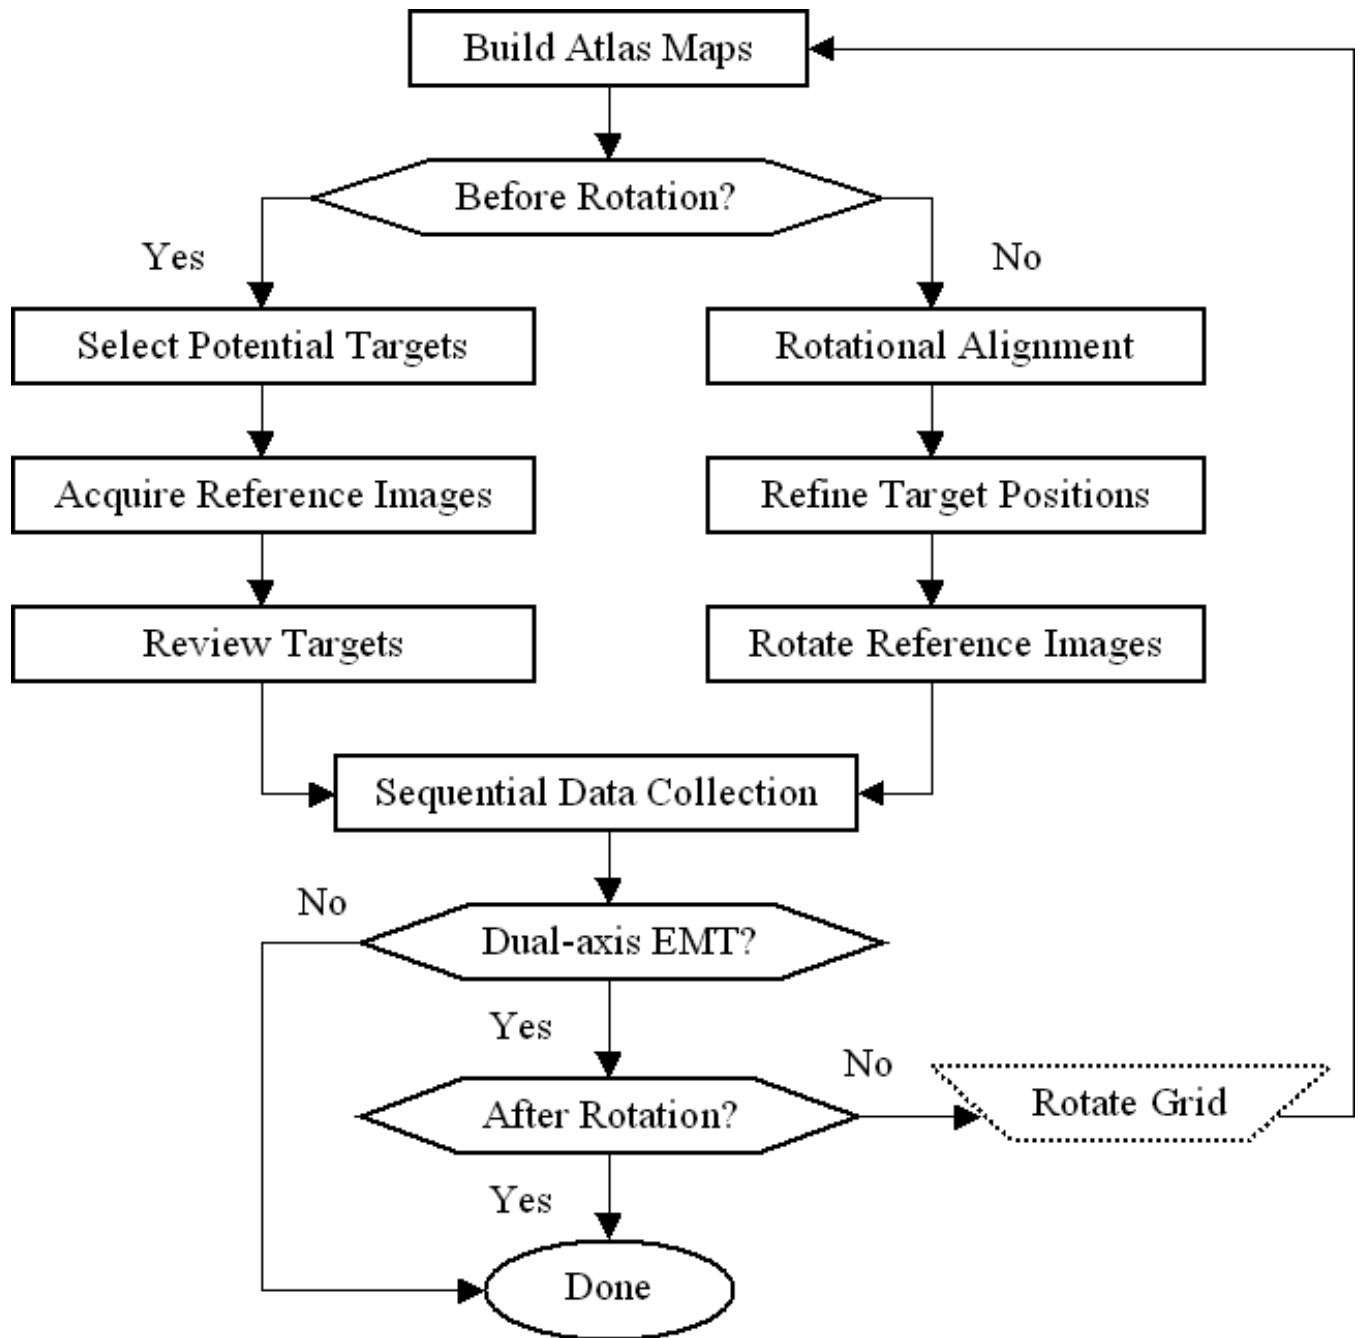 Build Atlas Maps
Before Rotation?
Yes
No
Select Potential Targets
Rotational Alignment
Acquire Reference Images
Refine Target Positions
Review Targets
Rotate Reference Images
Sequential Data Collection
No
Dual-axis EMT?
Yes
No
After Rotation?
Rotate Grid
Yes
Done